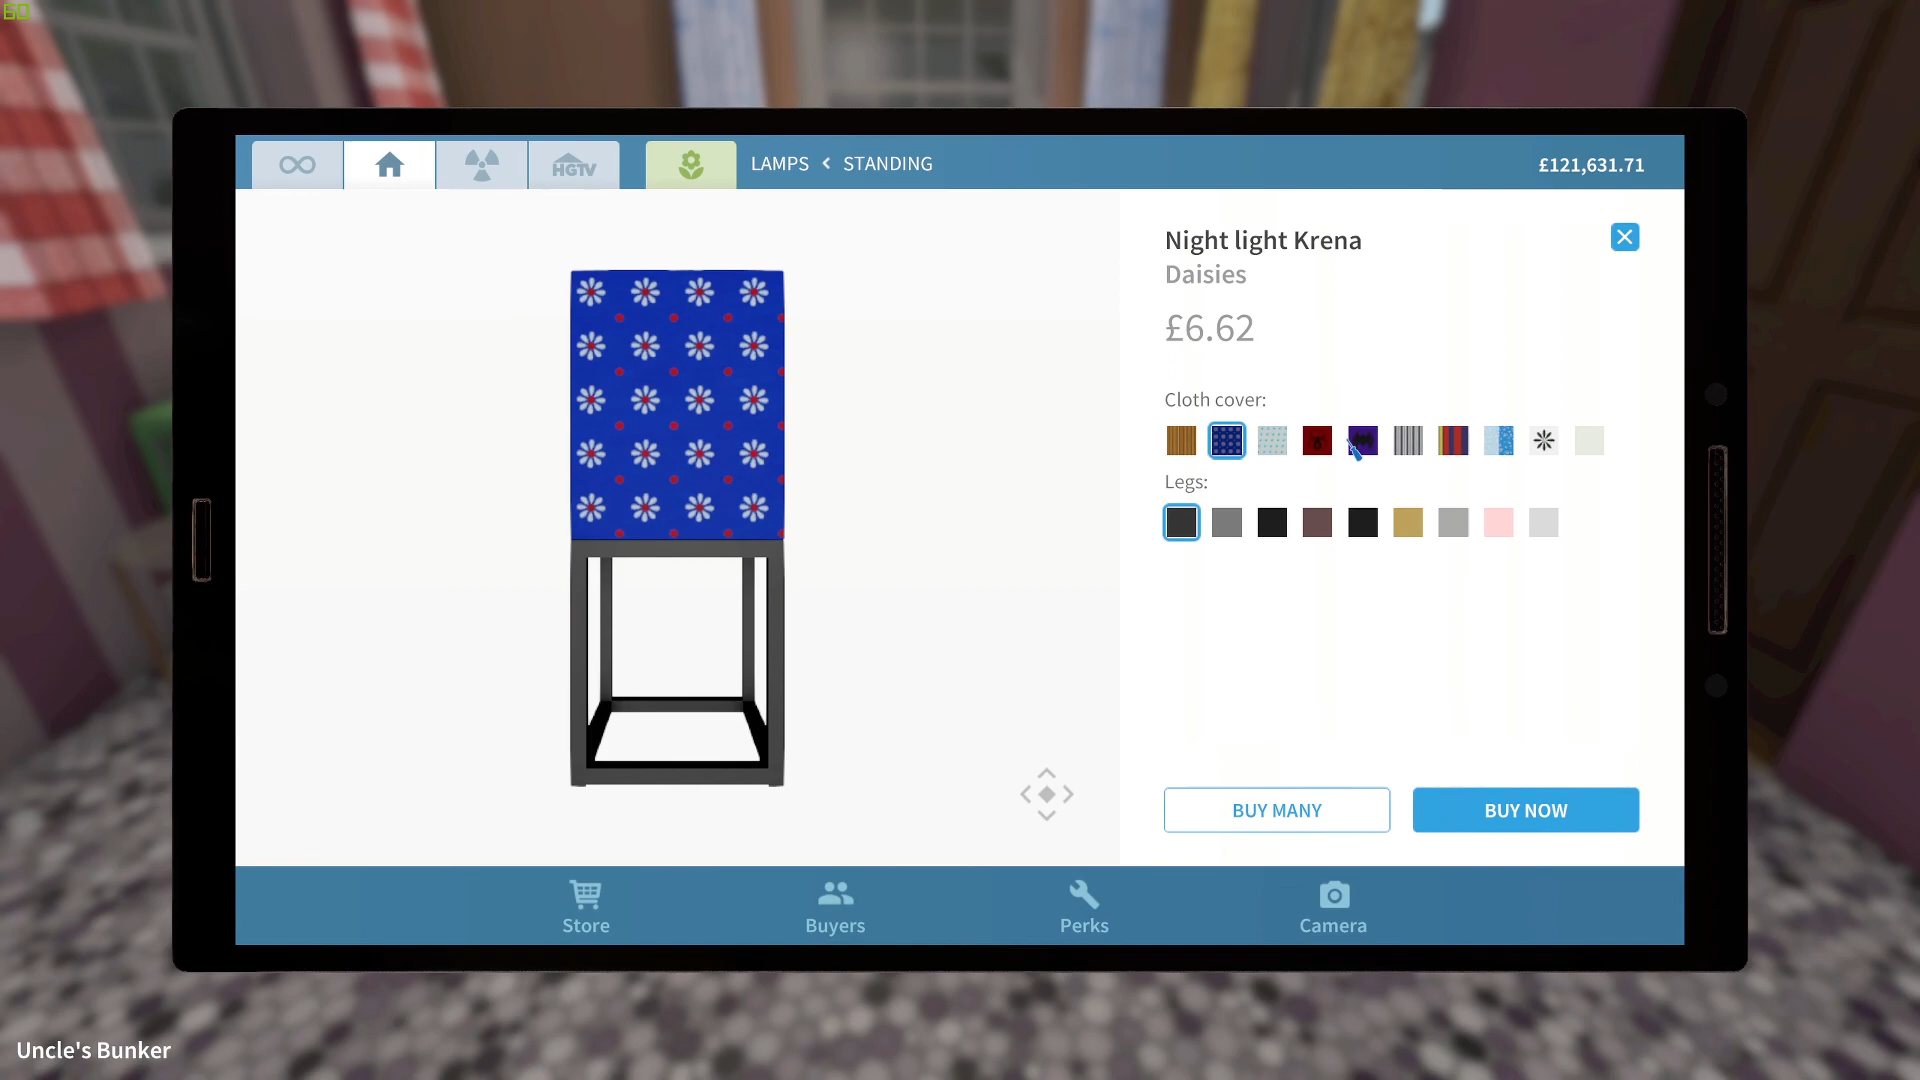 60
HGTV
LAMPS < STANDING
£121,631.71
Night light Krena
Daisies
£6.62
Cloth cover:
Legs:
BUY MANY
BUY NOW
Store
Buyers
Perks
Camera
Uncle's Bunker